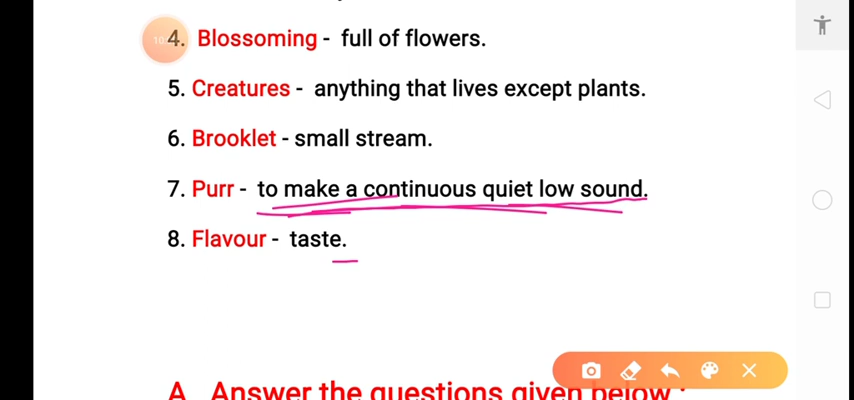 4. Blossoming - full of flowers.
5. Creatures - anything that lives except plants.
6. Brooklet - small stream.
7. Purr - to make a continuous quiet low sound.
8. Flavour - taste.
A Answer the questions given below